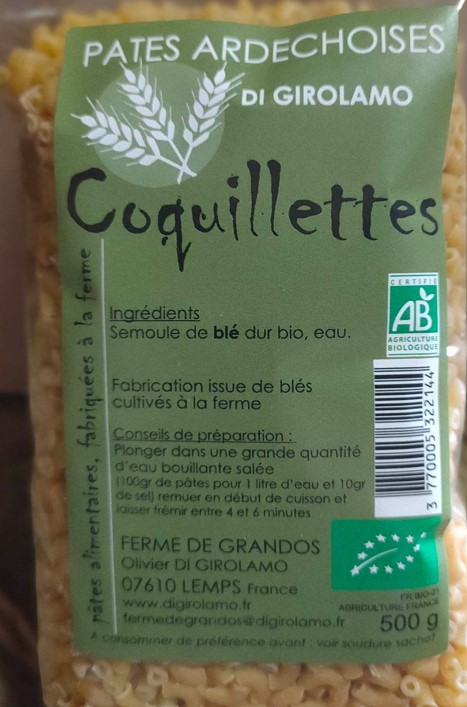 PATES ARDECHOISES
DI GIROLAMO
Coquillettes
pâtes alimentaires, fabriquées à la ferme
Ingrédients
Semoule de blé dur bio, eau.
CERTIFIÉ
AB
AGRICULTURE
BIOLOGIQUE
Fabrication issue de blés
cultivés à la ferme
Conseils de préparation :
Plonger dans une grande quantité
d'eau bouillante salée
(100gr de pâtes pour 1 litre d'eau et 10gr
de sel) remuer en début de cuisson et
laisser frémir entre 4 et 6 minutes
3 770005 322144
FERME DE GRANDOS
Olivier DI GIROLAMO
07610 LEMPS France
www.digirolamo.fr
fermedegrandos@digirolamo.fr
FR BIO-01
AGRICULTURE FRANCE
500 g
A consommer de préférence avant : voir soudure sachet